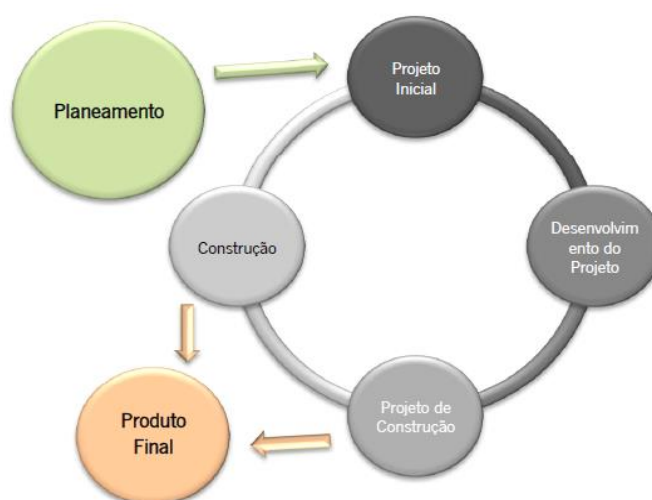 Planeamento
Projeto
Inicial
Construção
Desenvolvim
ento do
Projeto
Projeto de
Construção
Produto
Final